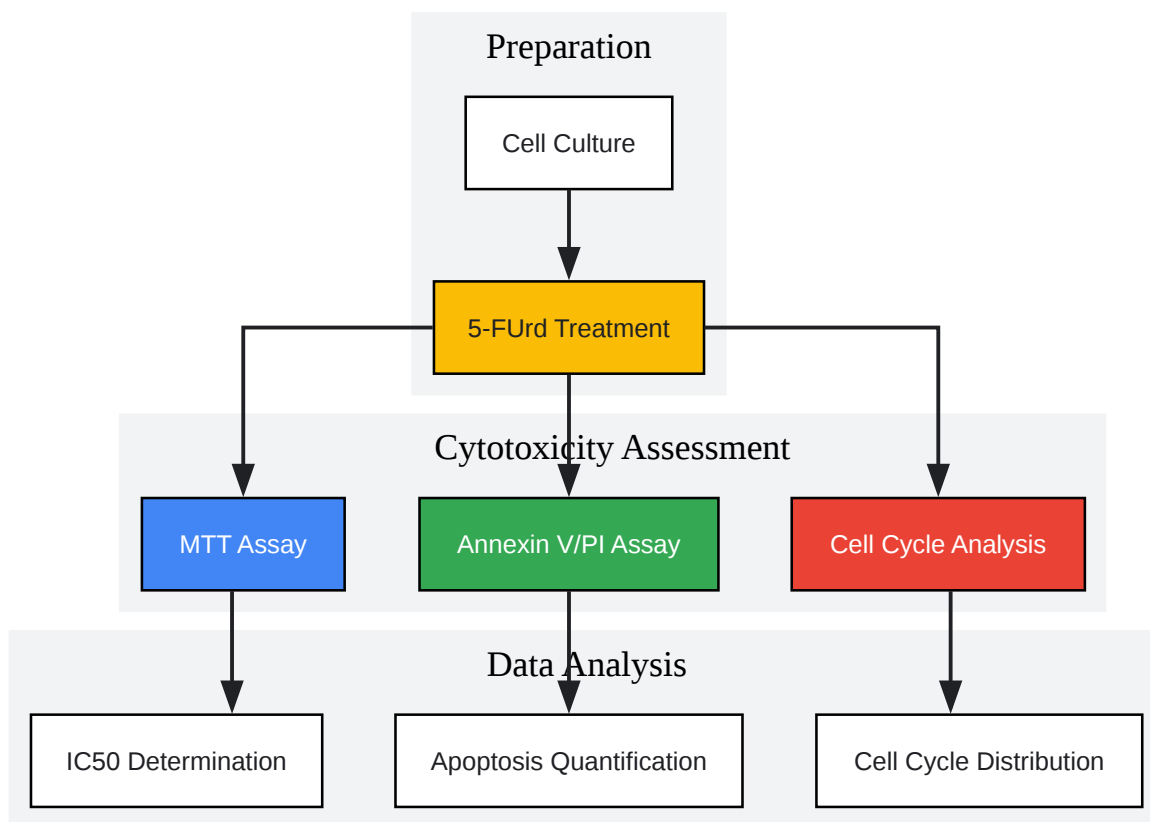 Preparation
Cell Culture
5-FUrd Treatment
Cytotoxicity Assessment
MTT Assay
Annexin V/PI Assay
Cell Cycle Analysis
Data Analysis
IC50 Determination
Apoptosis Quantification
Cell Cycle Distribution